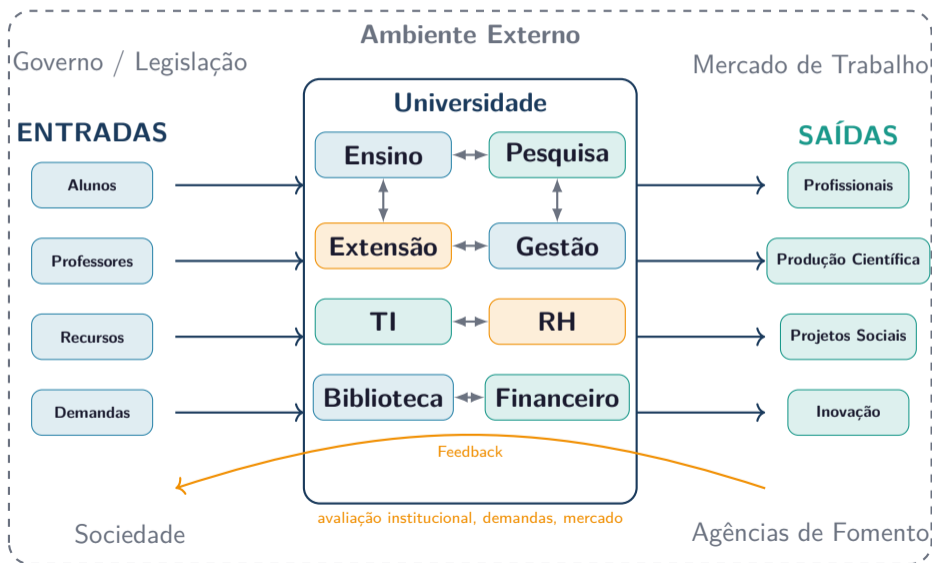 Ambiente Externo
Governo / Legislação
Mercado de Trabalho
Universidade
ENTRADAS
SAÍDAS
Ensino
Pesquisa
Alunos
Profissionais
Extensão
Gestão
Professores
Produção Científica
TI
RH
Recursos
Projetos Sociais
Biblioteca
Financeiro
Demandas
Inovação
Feedback
avaliação institucional, demandas, mercado
Sociedade
Agências de Fomento